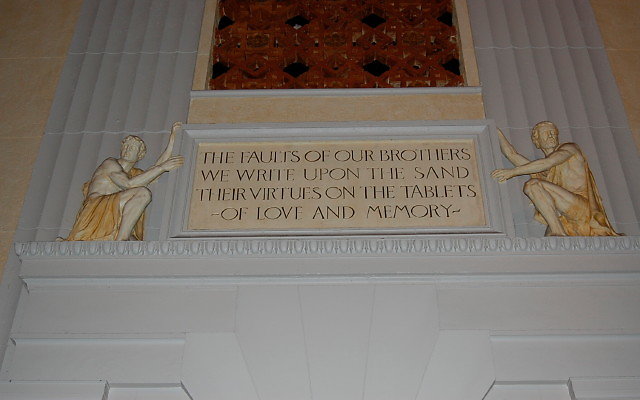 THE FAULTS OF OUR BROTHERS
WE WRITE UPON THE SAND
THEIR VIRTUES ON THE TABLETS
~OF LOVE AND MEMORY~